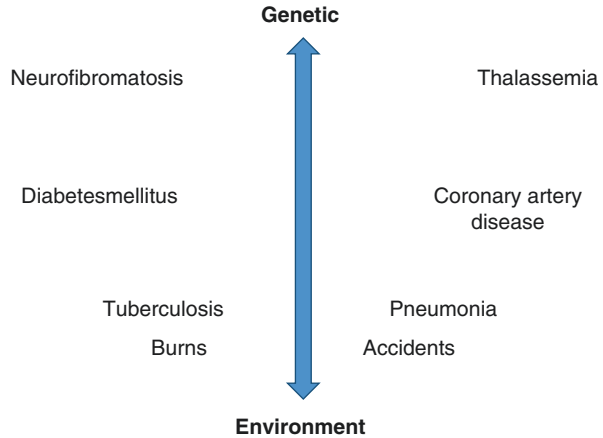 Genetic
Neurofibromatosis
Thalassemia
Diabetesmellitus
Coronary artery
disease
Tuberculosis
Pneumonia
Burns
Accidents
Environment